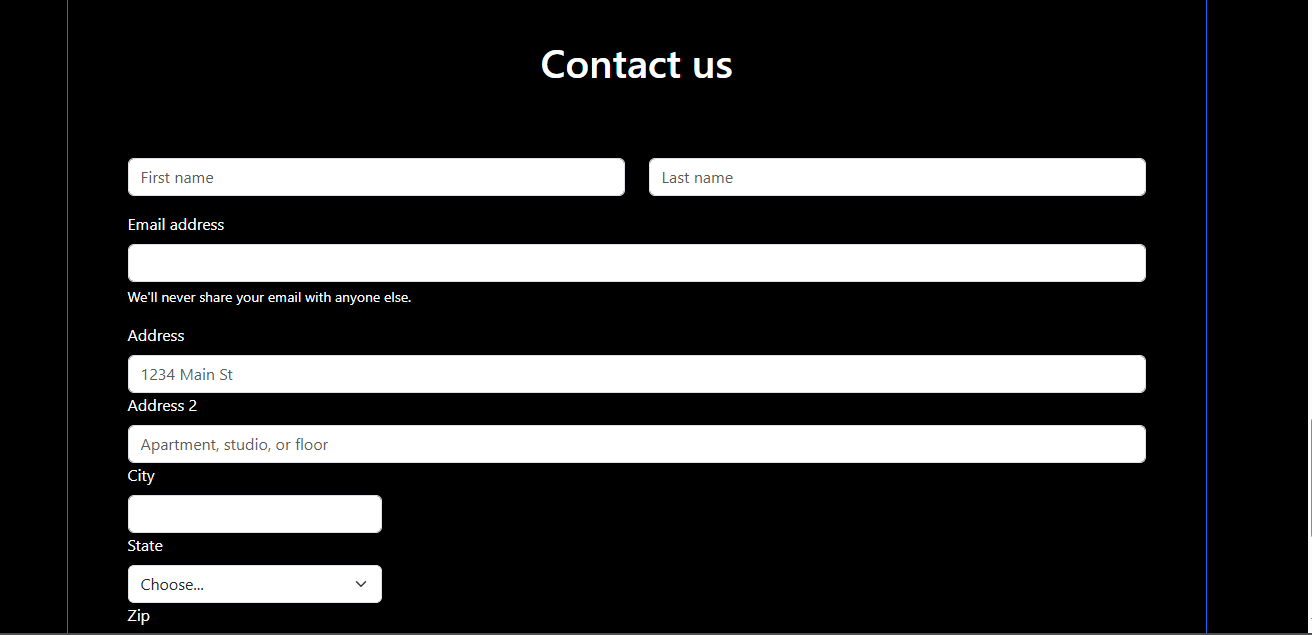 Contact us
First name Last name
Email address
We'll never share your email with anyone else.
Address
1234 Main St
Address 2
Apartment, studio, or floor
City
State
Choose...
Zip